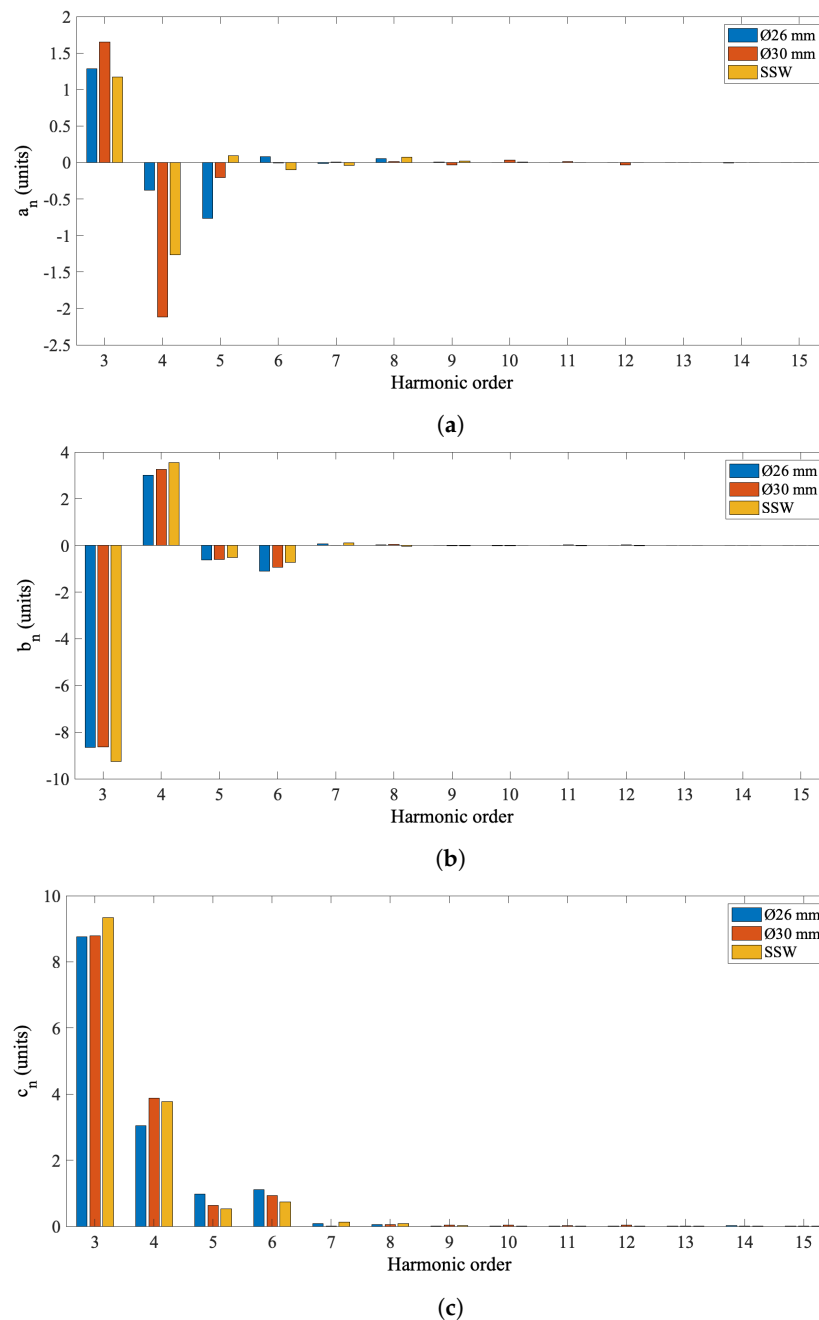 2
1.5
1
0.5
0
-0.5
-1
-1.5
-2
-2.5
a_n (units)
Ø26 mm
Ø30 mm
SSW
3 4 5 6 7 8 9 10 11 12 13 14 15
Harmonic order
(a)
4
2
0
-2
-4
-6
-8
-10
b_n (units)
Ø26 mm
Ø30 mm
SSW
3 4 5 6 7 8 9 10 11 12 13 14 15
Harmonic order
(b)
10
8
6
4
2
0
c_n (units)
Ø26 mm
Ø30 mm
SSW
3 4 5 6 7 8 9 10 11 12 13 14 15
Harmonic order
(c)